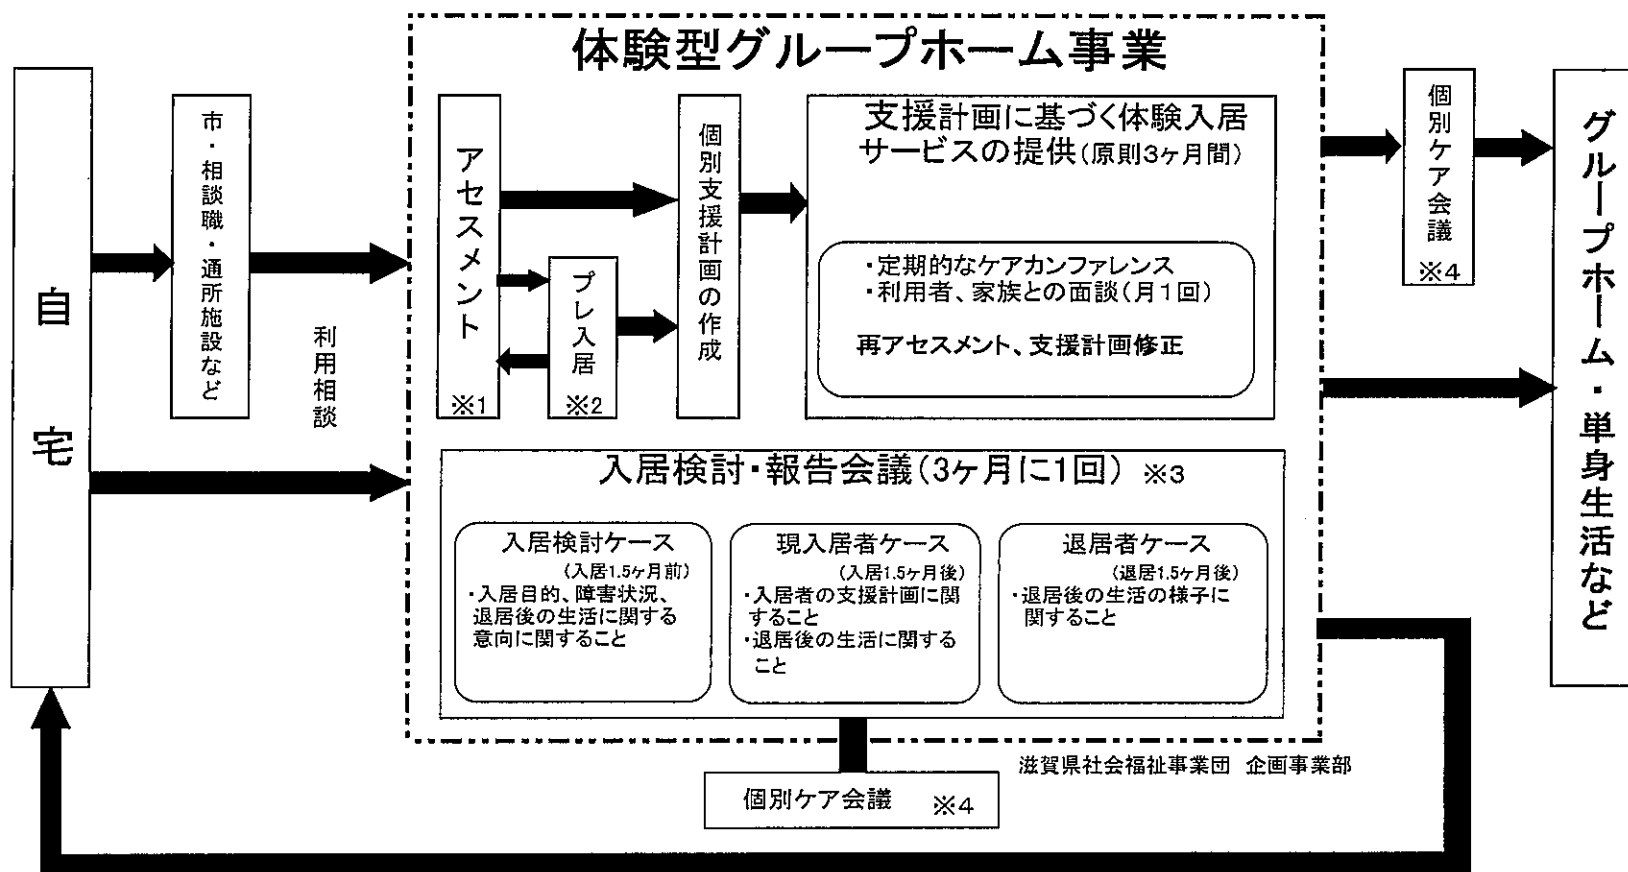 体験型グループホーム事業
自宅
市・相談職・通所施設など
利用相談
アセスメント
※1
プレ入居
※2
個別支援計画の作成
支援計画に基づく体験入居
サービスの提供(原則3ヶ月間)
・定期的なケアカンファレンス
・利用者、家族との面談(月1回)
再アセスメント、支援計画修正
個別ケア会議
※4
グループホーム・単身生活など
入居検討・報告会議(3ヶ月に1回) ※3
入居検討ケース
(入居1.5ヶ月前)
・入居目的、障害状況、
退居後の生活に関する
意向に関すること
現入居者ケース
(入居1.5ヶ月後)
・入居者の支援計画に関
すること
・退居後の生活に関する
こと
退居者ケース
(退居1.5ヶ月後)
・退居後の生活の様子に
関すること
滋賀県社会福祉事業団 企画事業部
個別ケア会議 ※4